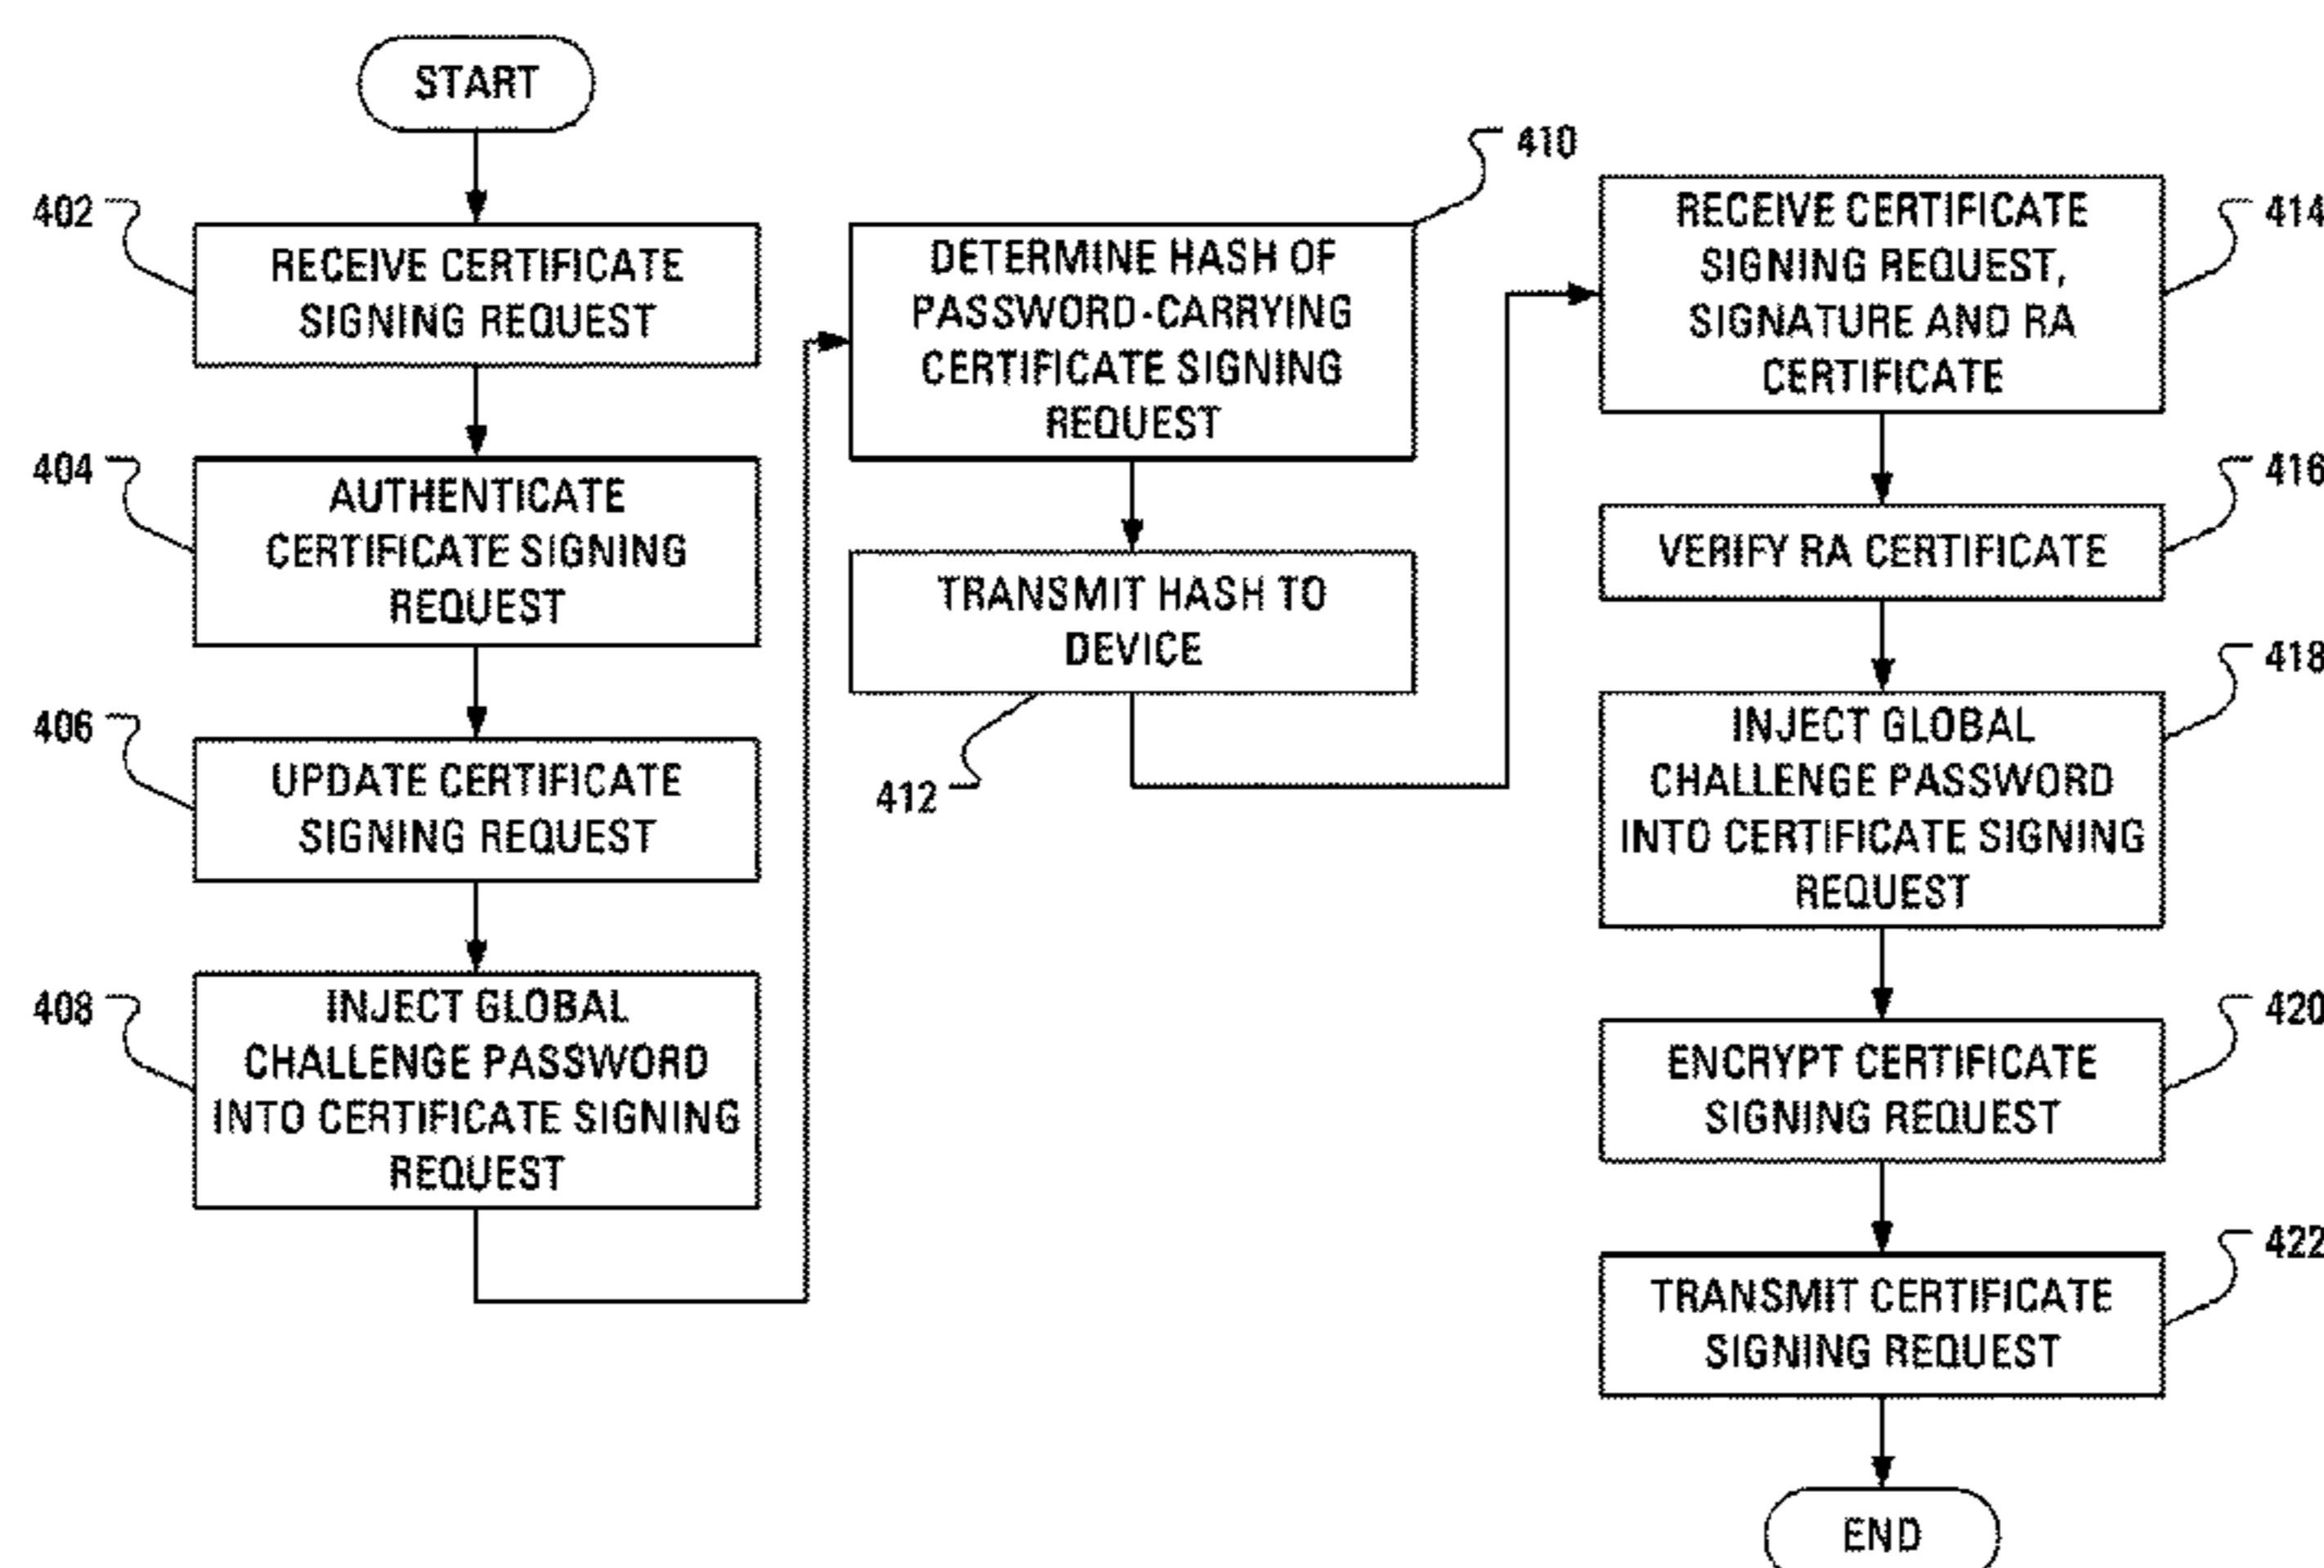 START
402
RECEIVE CERTIFICATE
SIGNING REQUEST
404
AUTHENTICATE
CERTIFICATE SIGNING
REQUEST
406
UPDATE CERTIFICATE
SIGNING REQUEST
408
INJECT GLOBAL
CHALLENGE PASSWORD
INTO CERTIFICATE SIGNING
REQUEST
410
DETERMINE HASH OF
PASSWORD-CARRYING
CERTIFICATE SIGNING
REQUEST
TRANSMIT HASH TO
DEVICE
412
RECEIVE CERTIFICATE
SIGNING REQUEST,
SIGNATURE AND RA
CERTIFICATE
414
VERIFY RA CERTIFICATE
416
INJECT GLOBAL
CHALLENGE PASSWORD
INTO CERTIFICATE SIGNING
REQUEST
418
ENCRYPT CERTIFICATE
SIGNING REQUEST
420
TRANSMIT CERTIFICATE
SIGNING REQUEST
422
END